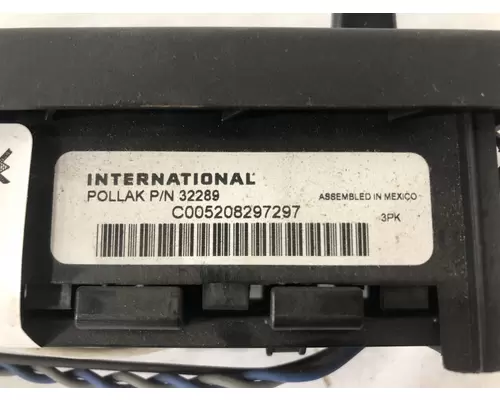 INTERNATIONAL
POLLAK P/N 32289
ASSEMBLED IN MEXICO
C005208297297
3PK